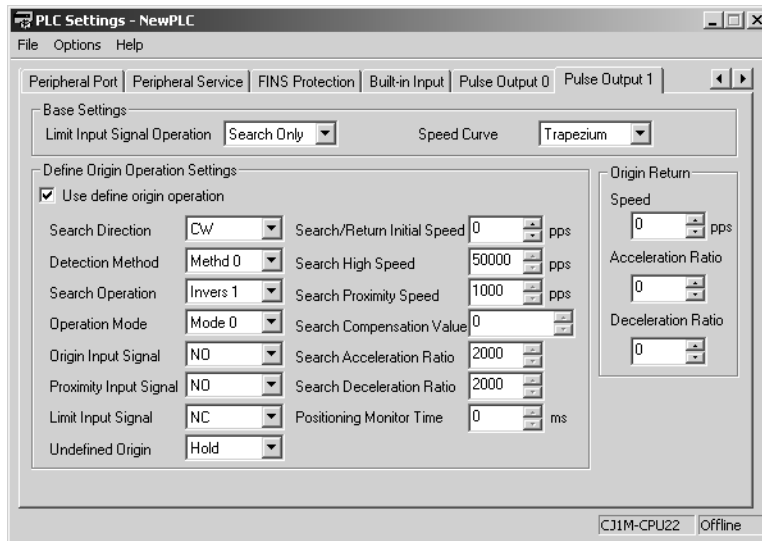 PLC Settings - NewPLC
File Options Help
Peripheral Port Peripheral Service FINS Protection Built-in Input Pulse Output 0 Pulse Output 1
Base Settings
Limit Input Signal Operation Search Only Speed Curve Trapezium
Define Origin Operation Settings
Use define origin operation
Search Direction CW Search/Return Initial Speed 0 pps
Detection Method Methd 0 Search High Speed 50000 pps
Search Operation Invers 1 Search Proximity Speed 1000 pps
Operation Mode Mode 0 Search Compensation Value 0
Origin Input Signal NO Search Acceleration Ratio 2000
Proximity Input Signal NO Search Deceleration Ratio 2000
Limit Input Signal NC Positioning Monitor Time 0 ms
Undefined Origin Hold
Origin Return
Speed
0 pps
Acceleration Ratio
0
Deceleration Ratio
0
CJ1M-CPU22 Offline